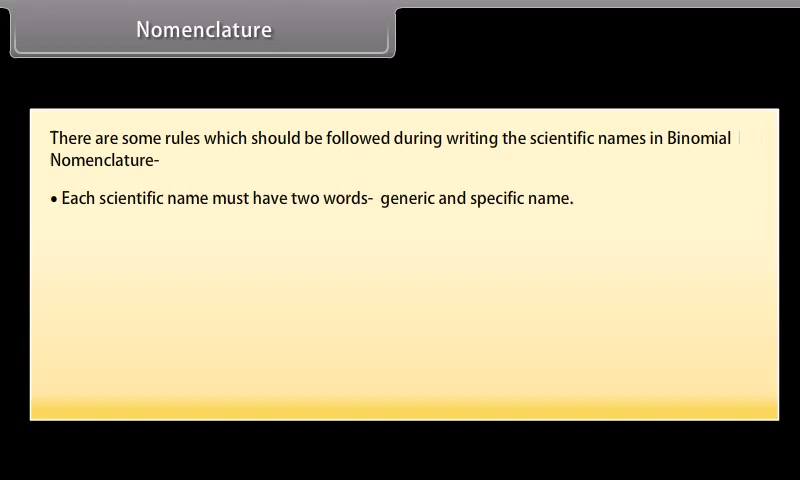 Nomenclature
There are some rules which should be followed during writing the scientific names in Binomial
Nomenclature-
• Each scientific name must have two words- generic and specific name.